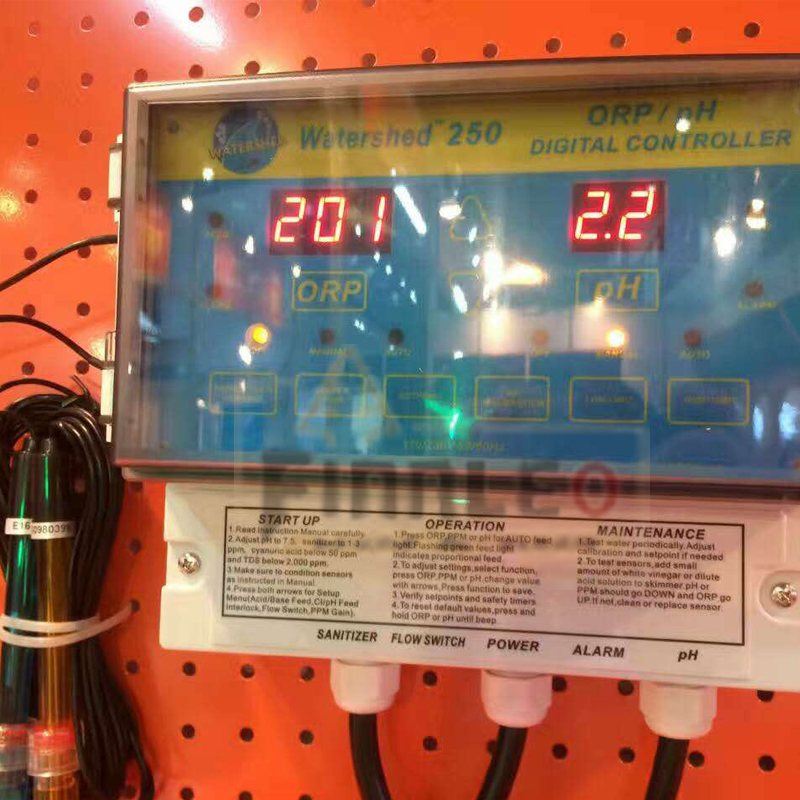 WATERSHED
Watershed™ 250
ORP / pH
DIGITAL CONTROLLER
201
2.2
ORP
pH
ALARM
MANUAL
AUTO
OFF
AUTO
FINNLEO
E16
0980399
START UP
1.Read Instruction Manual carefully.
2.Adjust pH to 7.5, sanitizer to 1-3
ppm, cyanuric acid below 50 ppm
and TDS below 2,000 ppm.
3.Make sure to condition sensors
as instructed in Manual.
4.Press both arrows for Setup
Menu(Acid/Base Feed,Cl/pH Feed
Interlock,Flow Switch,PPM Gain).
OPERATION
1.Press ORP,PPM or pH for AUTO feed
light.Flashing green feed light
indicates proportional feed.
2.To adjust settings,select function,
press ORP,PPM or pH.change value
with arrows.Press function to save.
3.Verify setpoints and safety timers
4.To reset default values,press and
hold ORP or pH until beep.
MAINTENANCE
1.Test water periodically.Adjust
calibration and setpoint if needed.
2.To test sensors,add small
amount of white vinegar or dilute
acid solution to skimmer.pH or
PPM should go DOWN and ORP go
UP.If not,clean or replace sensor.
SANITIZER
FLOW SWITCH
POWER
ALARM
pH